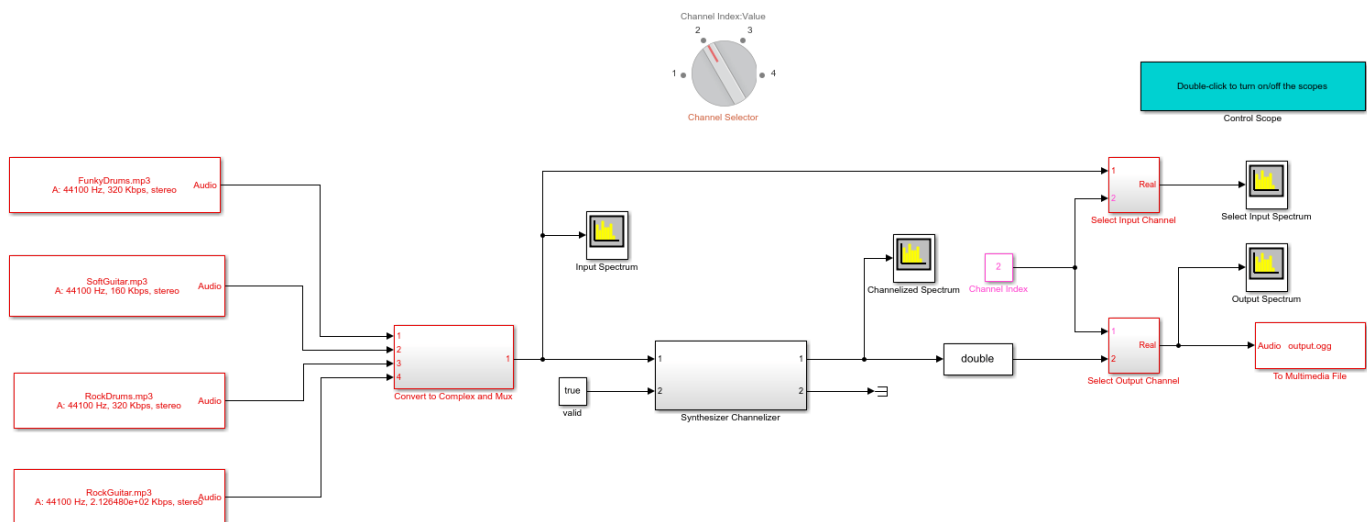 Channel Index:Value
2
3
1
4
Channel Selector
Double-click to turn on/off the scopes
Control Scope
FunkyDrums.mp3
A: 44100 Hz, 320 Kbps, stereo
Audio
1
2
Real
Select Input Channel
Select Input Spectrum
Input Spectrum
SoftGuitar.mp3
A: 44100 Hz, 160 Kbps, stereo
Audio
Channelized Spectrum
2
Channel Index
Output Spectrum
1
2
3
4
1
Convert to Complex and Mux
true
valid
1
2
1
2
Synthesizer Channelizer
double
1
2
Real
Select Output Channel
Audio
output.ogg
To Multimedia File
RockDrums.mp3
A: 44100 Hz, 320 Kbps, stereo
Audio
RockGuitar.mp3
A: 44100 Hz, 2.126480e+02 Kbps, stereo
Audio